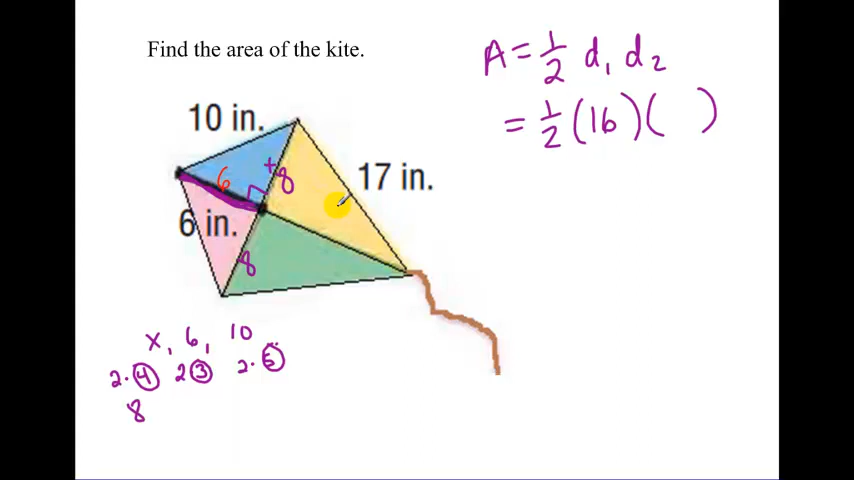 Find the area of the kite.
A = 1/2 d₁ d₂
= 1/2 (16)( )
10 in.
6
+8
17 in.
6 in.
8
x, 6, 10
2·4 2 3 2·5
8